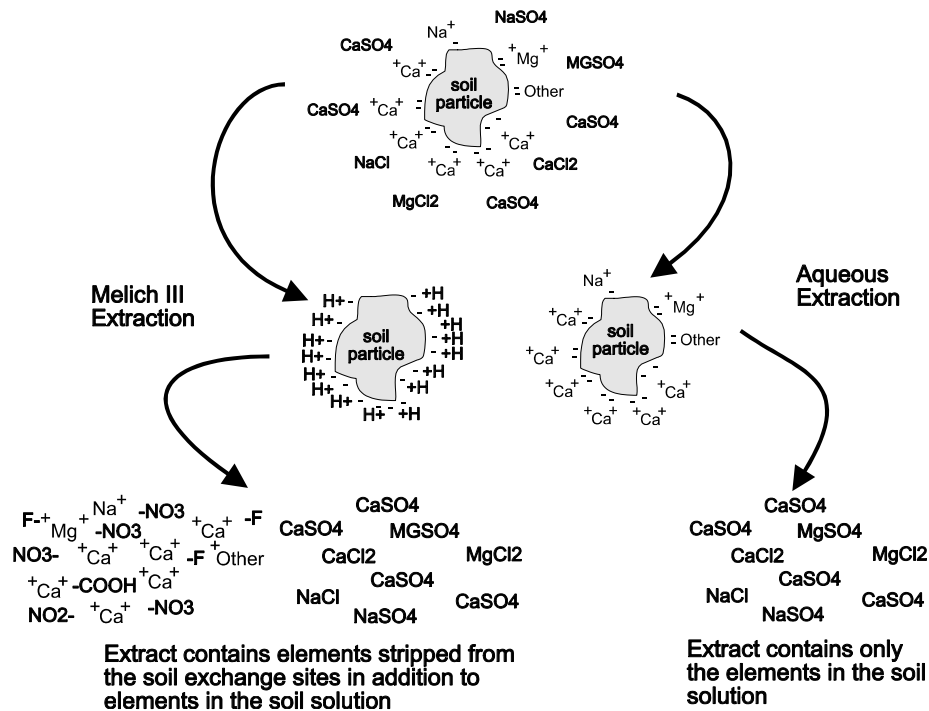 NaSO4
Na+
CaSO4
+Mg+
MGSO4
+Ca+
soil
particle
Other
CaSO4
+Ca+
CaSO4
+Ca+
+Ca+
NaCl
+Ca+
+Ca+
CaCl2
MgCl2
CaSO4
Melich III
Extraction
Aqueous
Extraction
H+
+H
H+
+H
H+
+H
H+
+H
H+
+H
H+
+H
H+
+H
H+
+H
soil
particle
Na+
+Mg+
+Ca+
soil
particle
Other
+Ca+
+Ca+
+Ca+
+Ca+
+Ca+
F-
+Mg+
Na+
-NO3
-NO3
+Ca+
-F
NO3-
+Ca+
+Ca+
-F
+Other
+Ca+
-COOH
+Ca+
NO2-
+Ca+
-NO3
CaSO4
CaSO4
MGSO4
CaCl2
MgCl2
CaSO4
NaCl
CaSO4
NaSO4
CaSO4
CaSO4
MgSO4
CaCl2
MgCl2
CaSO4
NaCl
CaSO4
NaSO4
Extract contains elements stripped from
the soil exchange sites in addition to
elements in the soil solution
Extract contains only
the elements in the soil
solution